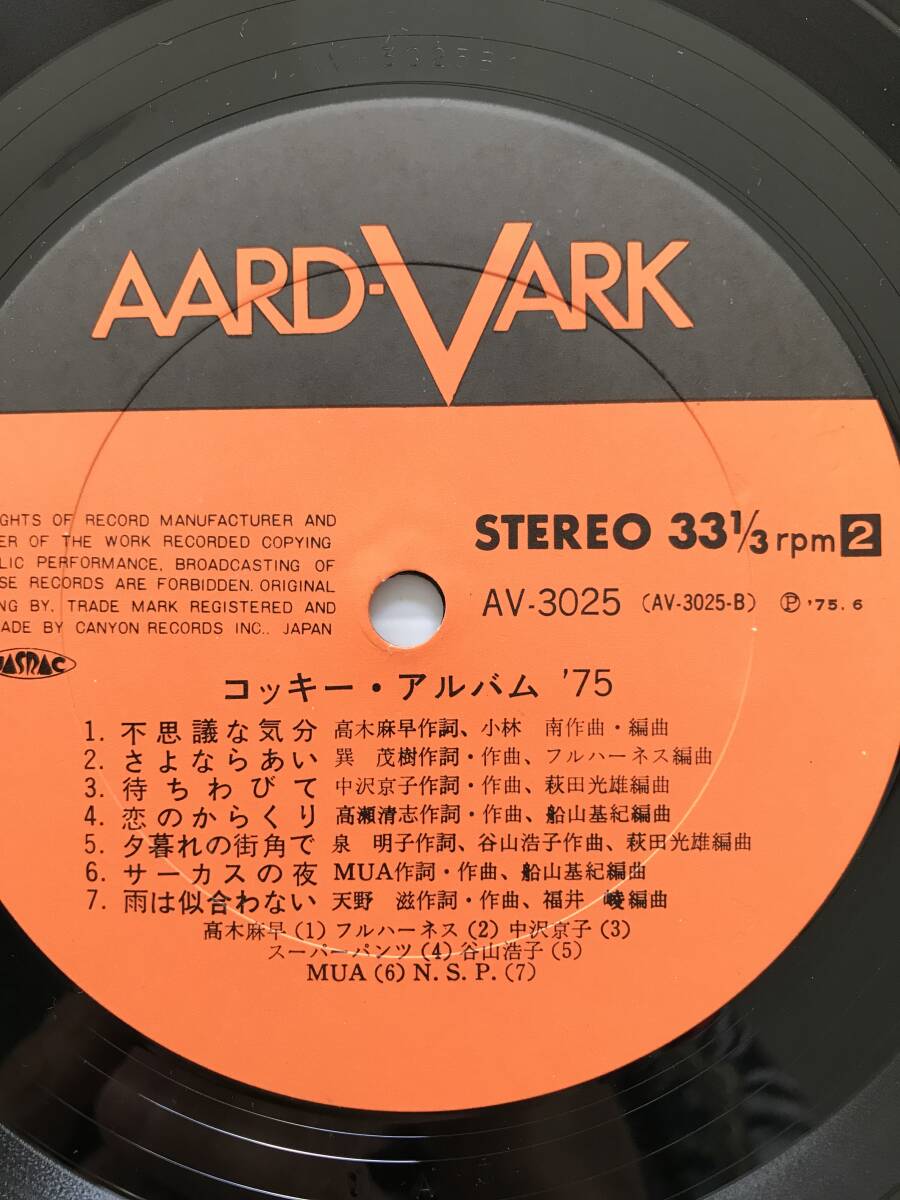 AARD-VARK
GHTS OF RECORD MANUFACTURER AND
ER OF THE WORK RECORDED COPYING
LIC PERFORMANCE, BROADCASTING OF
SE RECORDS ARE FORBIDDEN. ORIGINAL
NG BY, TRADE MARK REGISTERED AND
ADE BY CANYON RECORDS INC., JAPAN
JASRAC
STEREO 33⅓ rpm 2
AV-3025 (AV-3025-B) Ⓟ '75. 6
コッキー・アルバム '75
1. 不思議な気分 高木麻早作詞、小林 南作曲・編曲
2. さよならあい 巽 茂樹作詞・作曲、フルハーネス編曲
3. 待ちわびて 中沢京子作詞・作曲、萩田光雄編曲
4. 恋のからくり 高瀬清志作詞・作曲、船山基紀編曲
5. 夕暮れの街角で 泉 明子作詞、谷山浩子作曲、萩田光雄編曲
6. サーカスの夜 MUA作詞・作曲、船山基紀編曲
7. 雨は似合わない 天野 滋作詞・作曲、福井 崚編曲
高木麻早(1) フルハーネス(2) 中沢京子(3)
スーパーパンツ(4) 谷山浩子(5)
MUA(6) N. S. P.(7)